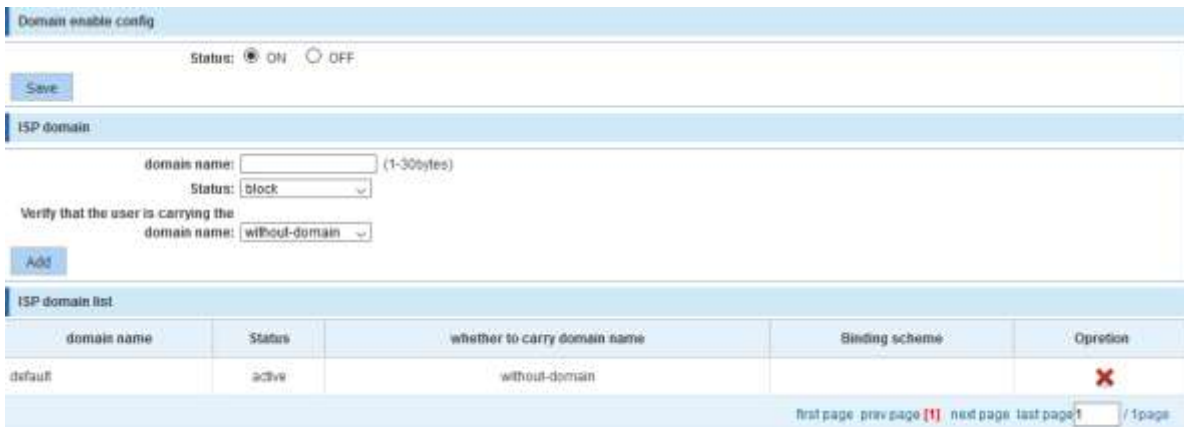 Domain enable config
Status: ON OFF
Save
ISP domain
domain name: (1-30bytes)
Status: block
Verify that the user is carrying the
domain name: without-domain
Add
ISP domain list
domain name Status whether to carry domain name Binding scheme Opretion
default active without-domain
first page prev page [1] next page last page 1 / 1page